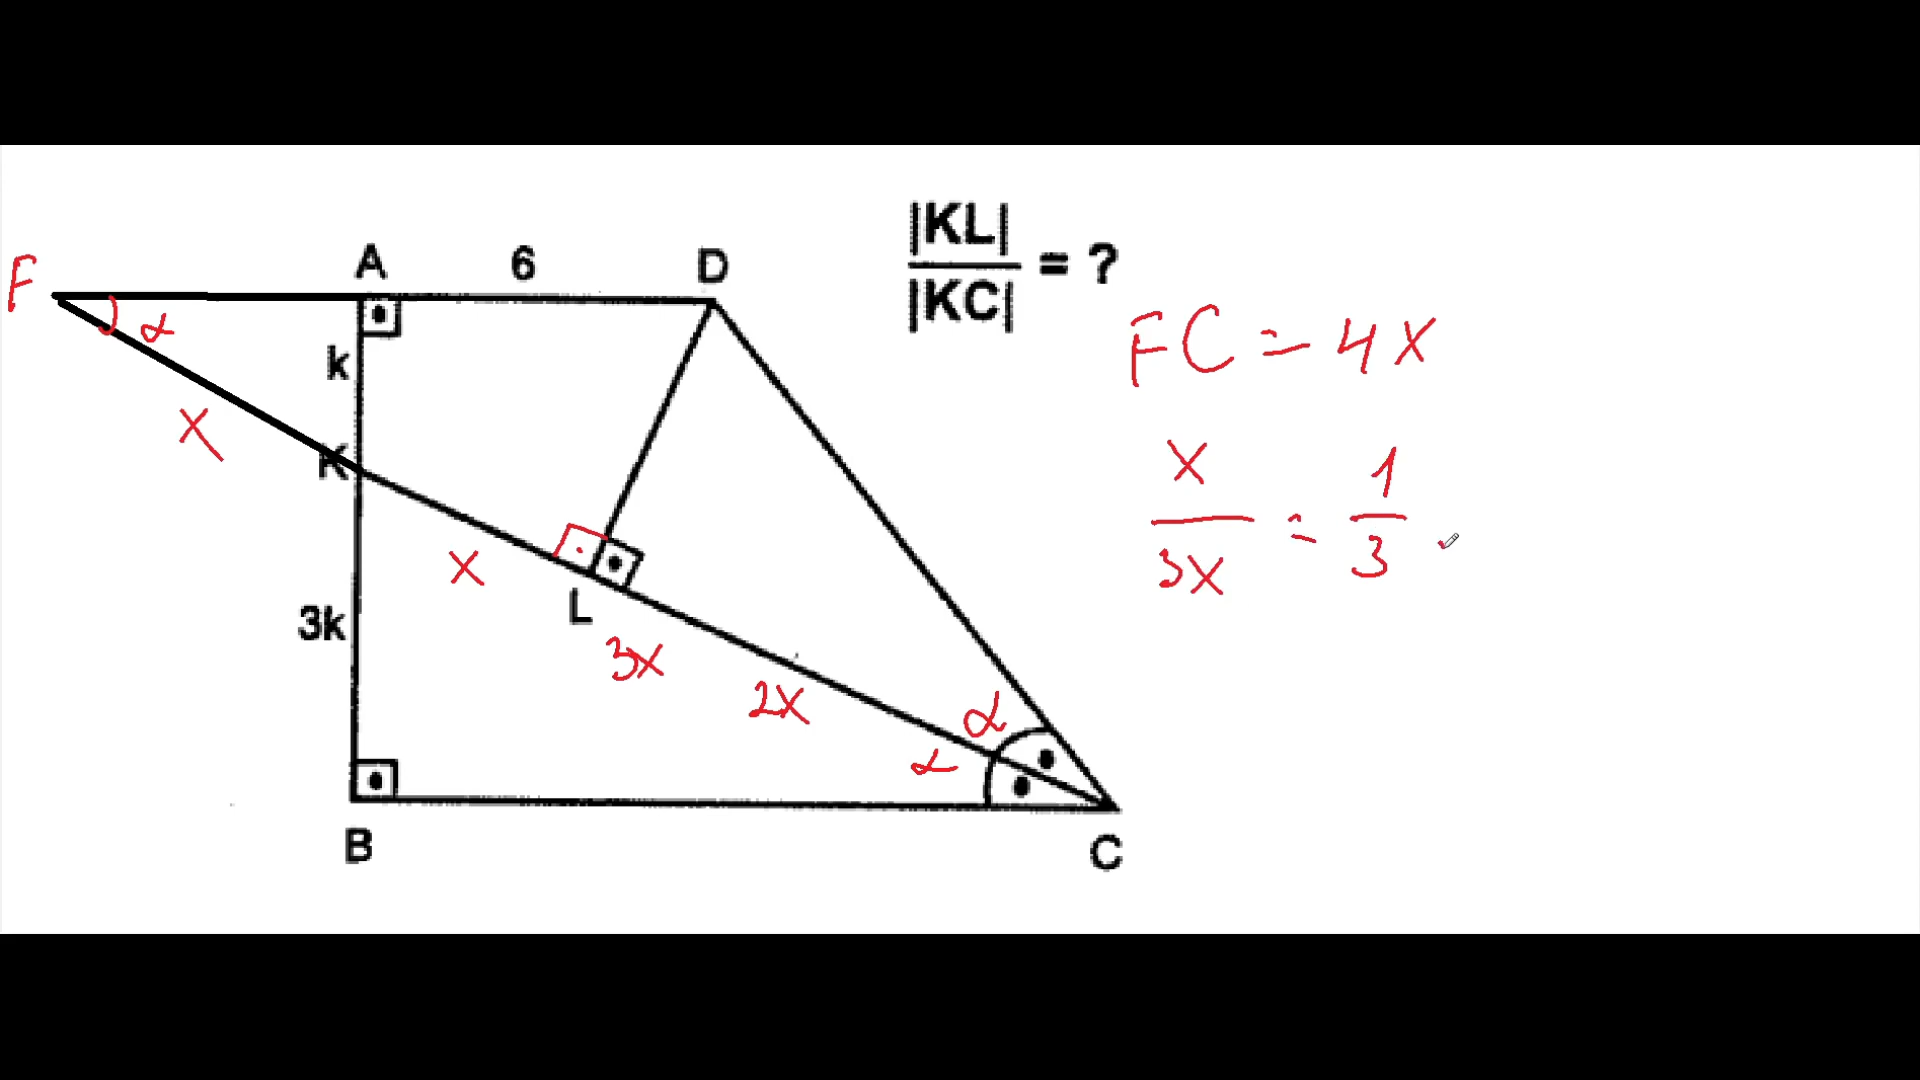 |KL|
/|KC| = ?
A 6 D
F
α
k
FC = 4X
X
K
X/3X = 1/3
X
L
3k
3X
2X
α
α
B
C